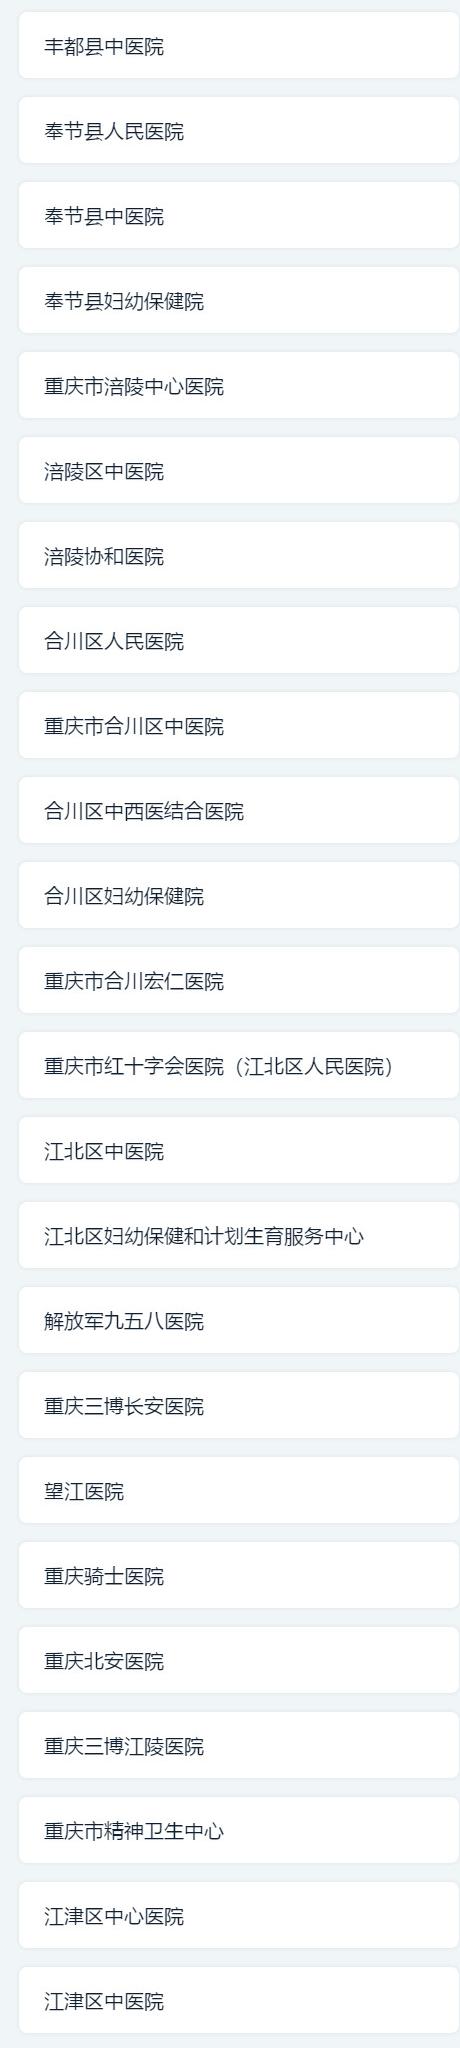 丰都县中医院
奉节县人民医院
奉节县中医院
奉节县妇幼保健院
重庆市涪陵中心医院
涪陵区中医院
涪陵协和医院
合川区人民医院
重庆市合川区中医院
合川区中西医结合医院
合川区妇幼保健院
重庆市合川宏仁医院
重庆市红十字会医院（江北区人民医院）
江北区中医院
江北区妇幼保健和计划生育服务中心
解放军九五八医院
重庆三博长安医院
望江医院
重庆骑士医院
重庆北安医院
重庆三博江陵医院
重庆市精神卫生中心
江津区中心医院
江津区中医院